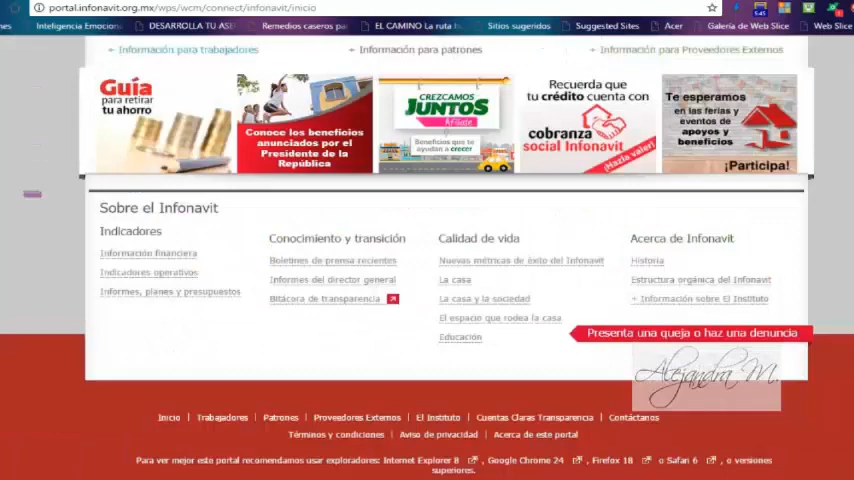 portal.infonavit.org.mx/wps/wcm/connect/infonavit/inicio
Inteligencia Emocion
DESARROLLA TU ASE
Remedios caseros pa
EL CAMINO La ruta h
Sitios sugeridos
Suggested Sites
Acer
Galería de Web Slice
Web Slice
5:45
+ Información para trabajadores
+ Información para patrones
+ Información para Proveedores Externos
Guía
para retirar
tu ahorro
Conoce los beneficios
anunciados por el
Presidente de la
República
CREZCAMOS
JUNTOS
Afíliate
Beneficios que te
ayudan a crecer
Recuerda que
tu crédito cuenta con
cobranza
social Infonavit
¡Hazla valer!
Te esperamos
en las ferias y
eventos de
apoyos y
beneficios
¡Participa!
Sobre el Infonavit
Indicadores
Información financiera
Indicadores operativos
Informes, planes y presupuestos
Conocimiento y transición
Boletines de prensa recientes
Informes del director general
Bitácora de transparencia
Calidad de vida
Nuevas métricas de éxito del Infonavit
La casa
La casa y la sociedad
El espacio que rodea la casa
Educación
Acerca de Infonavit
Historia
Estructura orgánica del Infonavit
+ Información sobre El Instituto
Presenta una queja o haz una denuncia
Alejandra M.
Inicio | Trabajadores | Patrones | Proveedores Externos | El Instituto | Cuentas Claras Transparencia | Contáctanos
Términos y condiciones | Aviso de privacidad | Acerca de este portal
Para ver mejor este portal recomendamos usar exploradores: Internet Explorer 8 , Google Chrome 24 , Firefox 18 o Safari 6 , o versiones
superiores.